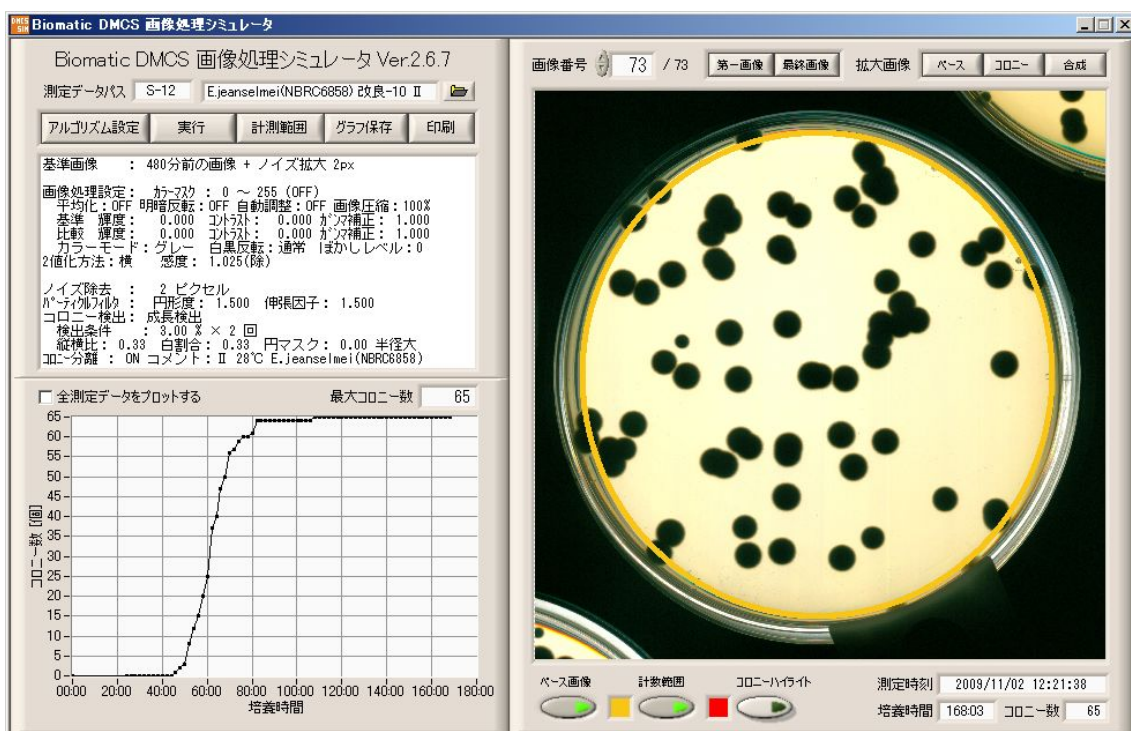 Biomatic DMCS 画像処理シミュレータ
Biomatic DMCS 画像処理シミュレータ Ver.2.6.7
測定データパス S-12 E.jeanselmei(NBRC6858) 改良-10 Ⅱ
アルゴリズム設定 実行 計測範囲 グラフ保存 印刷
基準画像 : 480分前の画像 + ノイズ拡大 2px
画像処理設定: カラーマスク : 0 ～ 255 (OFF)
平均化:OFF 明暗反転:OFF 自動調整:OFF 画像圧縮:100%
基準 輝度: 0.000 コントラスト: 0.000 ガンマ補正: 1.000
比較 輝度: 0.000 コントラスト: 0.000 ガンマ補正: 1.000
カラーモード:グレー 白黒反転:通常 ぼかしレベル:0
2値化方法:横 感度: 1.025(除)
ノイズ除去 : 2 ピクセル
パーティクルフィルタ : 円形度: 1.500 伸張因子: 1.500
コロニー検出: 成長検出
検出条件 : 3.00 % × 2 回
縦横比: 0.33 白割合: 0.33 円マスク: 0.00 半径大
コロニー分離 : ON コメント:Ⅱ 28℃ E.jeanselmei(NBRC6858)
全測定データをプロットする 最大コロニー数 65
65
60
55
50
45
40
35
30
25
20
15
10
5
0
コロニー数 [個]
00:00 20:00 40:00 60:00 80:00 100:00 120:00 140:00 160:00 180:00
培養時間
画像番号 73 / 73 第一画像 最終画像 拡大画像 ベース コロニー 合成
ベース画像 計数範囲 コロニーハイライト
測定時刻 2009/11/02 12:21:38
培養時間 168:03 コロニー数 65